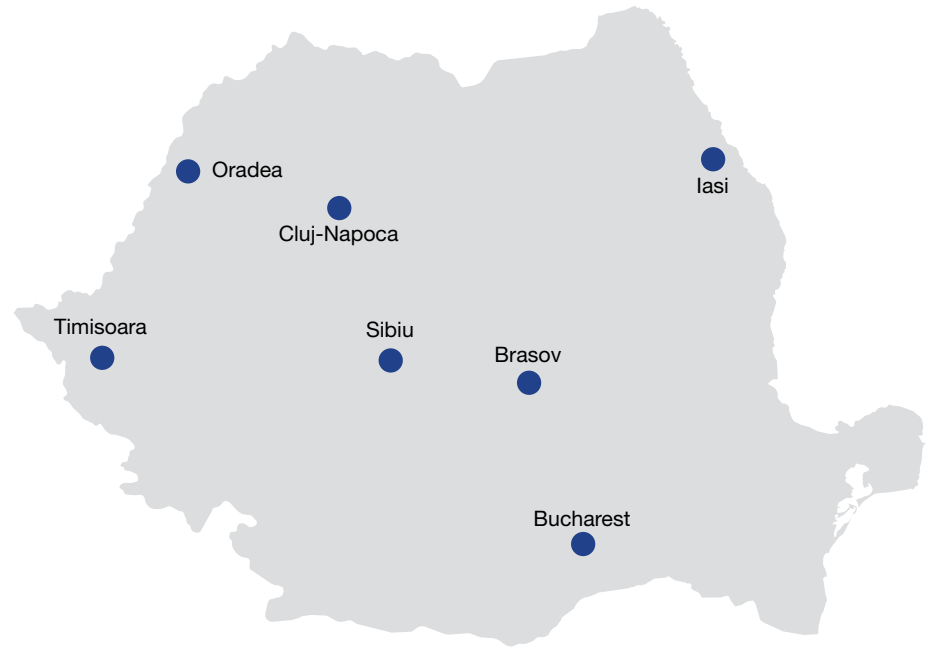 Oradea
Iasi
Cluj-Napoca
Timisoara
Sibiu
Brasov
Bucharest